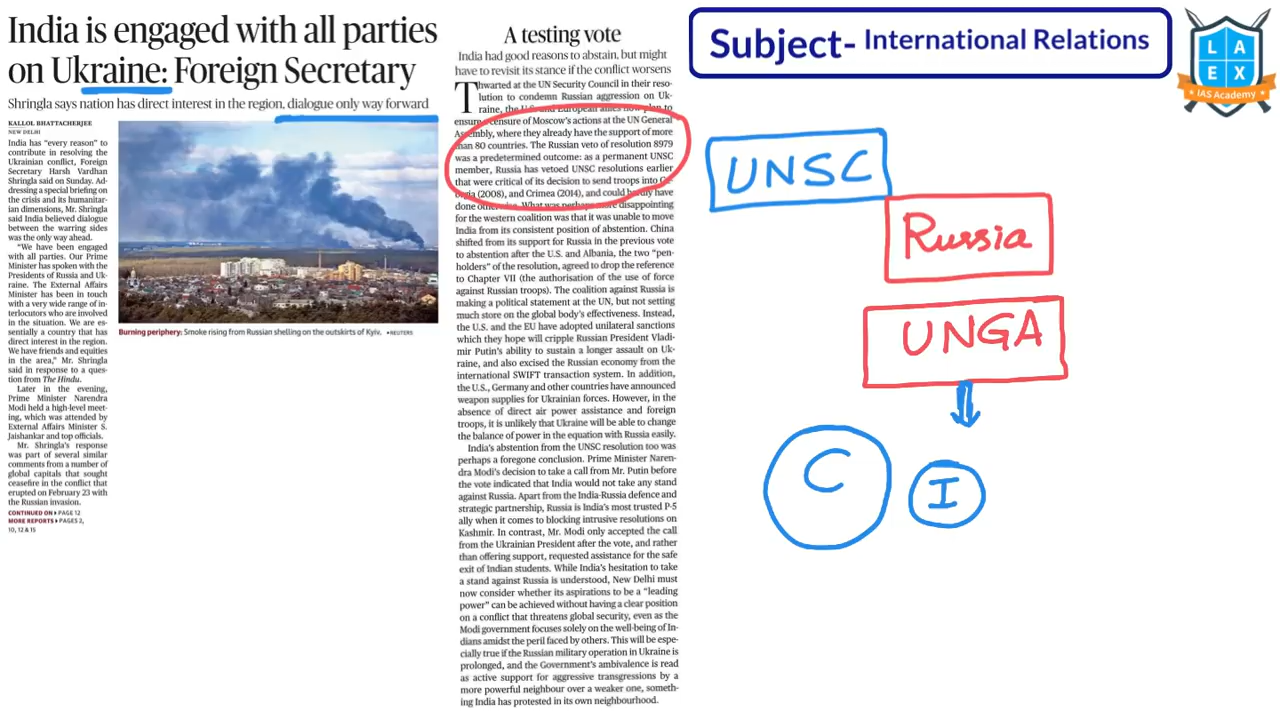 India is engaged with all parties
on Ukraine: Foreign Secretary
Shringla says nation has direct interest in the region, dialogue only way forward
KALLOL BHATTACHERJEE
NEW DELHI
India has "every reason" to
contribute in resolving the
Ukrainian conflict, Foreign
Secretary Harsh Vardhan
Shringla said on Sunday. Ad-
dressing a special briefing on
the crisis and its humanitar-
ian dimensions, Mr. Shringla
said India believed dialogue
between the warring sides
was the only way ahead.
"We have been engaged
with all parties. Our Prime
Minister has spoken with the
Presidents of Russia and Uk-
raine. The External Affairs
Minister has been in touch
with a very wide range of in-
terlocutors who are involved
in the situation. We are es-
sentially a country that has
direct interest in the region.
We have friends and equities
in the area," Mr. Shringla
said in response to a ques-
tion from The Hindu.
Later in the evening,
Prime Minister Narendra
Modi held a high-level meet-
ing, which was attended by
External Affairs Minister S.
Jaishankar and top officials.
Mr. Shringla's response
was part of several similar
comments from a number of
global capitals that sought
ceasefire in the conflict that
erupted on February 23 with
the Russian invasion.
CONTINUED ON PAGE 12
MORE REPORTS PAGES 2,
10, 12 & 15
Burning periphery: Smoke rising from Russian shelling on the outskirts of Kyiv. •REUTERS
A testing vote
India had good reasons to abstain, but might
have to revisit its stance if the conflict worsens
Thwarted at the UN Security Council in their reso-
lution to condemn Russian aggression on Uk-
raine, the U.S. and European allies now plan to
ensure censure of Moscow's actions at the UN General
Assembly, where they already have the support of more
than 80 countries. The Russian veto of resolution 8979
was a predetermined outcome: as a permanent UNSC
member, Russia has vetoed UNSC resolutions earlier
that were critical of its decision to send troops into Ge-
orgia (2008), and Crimea (2014), and could hardly have
done otherwise. What was perhaps more disappointing
for the western coalition was that it was unable to move
India from its consistent position of abstention. China
shifted from its support for Russia in the previous vote
to abstention after the U.S. and Albania, the two "pen-
holders" of the resolution, agreed to drop the reference
to Chapter VII (the authorisation of the use of force
against Russian troops). The coalition against Russia is
making a political statement at the UN, but not setting
much store on the global body's effectiveness. Instead,
the U.S. and the EU have adopted unilateral sanctions
which they hope will cripple Russian President Vladi-
mir Putin's ability to sustain a longer assault on Uk-
raine, and also excised the Russian economy from the
international SWIFT transaction system. In addition,
the U.S., Germany and other countries have announced
weapon supplies for Ukrainian forces. However, in the
absence of direct air power assistance and foreign
troops, it is unlikely that Ukraine will be able to change
the balance of power in the equation with Russia easily.
India's abstention from the UNSC resolution too was
perhaps a foregone conclusion. Prime Minister Naren-
dra Modi's decision to take a call from Mr. Putin before
the vote indicated that India would not take any stand
against Russia. Apart from the India-Russia defence and
strategic partnership, Russia is India's most trusted P-5
ally when it comes to blocking intrusive resolutions on
Kashmir. In contrast, Mr. Modi only accepted the call
from the Ukrainian President after the vote, and rather
than offering support, requested assistance for the safe
exit of Indian students. While India's hesitation to take
a stand against Russia is understood, New Delhi must
now consider whether its aspirations to be a "leading
power" can be achieved without having a clear position
on a conflict that threatens global security, even as the
Modi government focuses solely on the well-being of In-
dians amidst the peril faced by others. This will be espe-
cially true if the Russian military operation in Ukraine is
prolonged, and the Government's ambivalence is read
as active support for aggressive transgressions by a
more powerful neighbour over a weaker one, someth-
ing India has protested in its own neighbourhood.
Subject- International Relations
L A
E X
IAS Academy
UNSC
Russia
UNGA
C
I